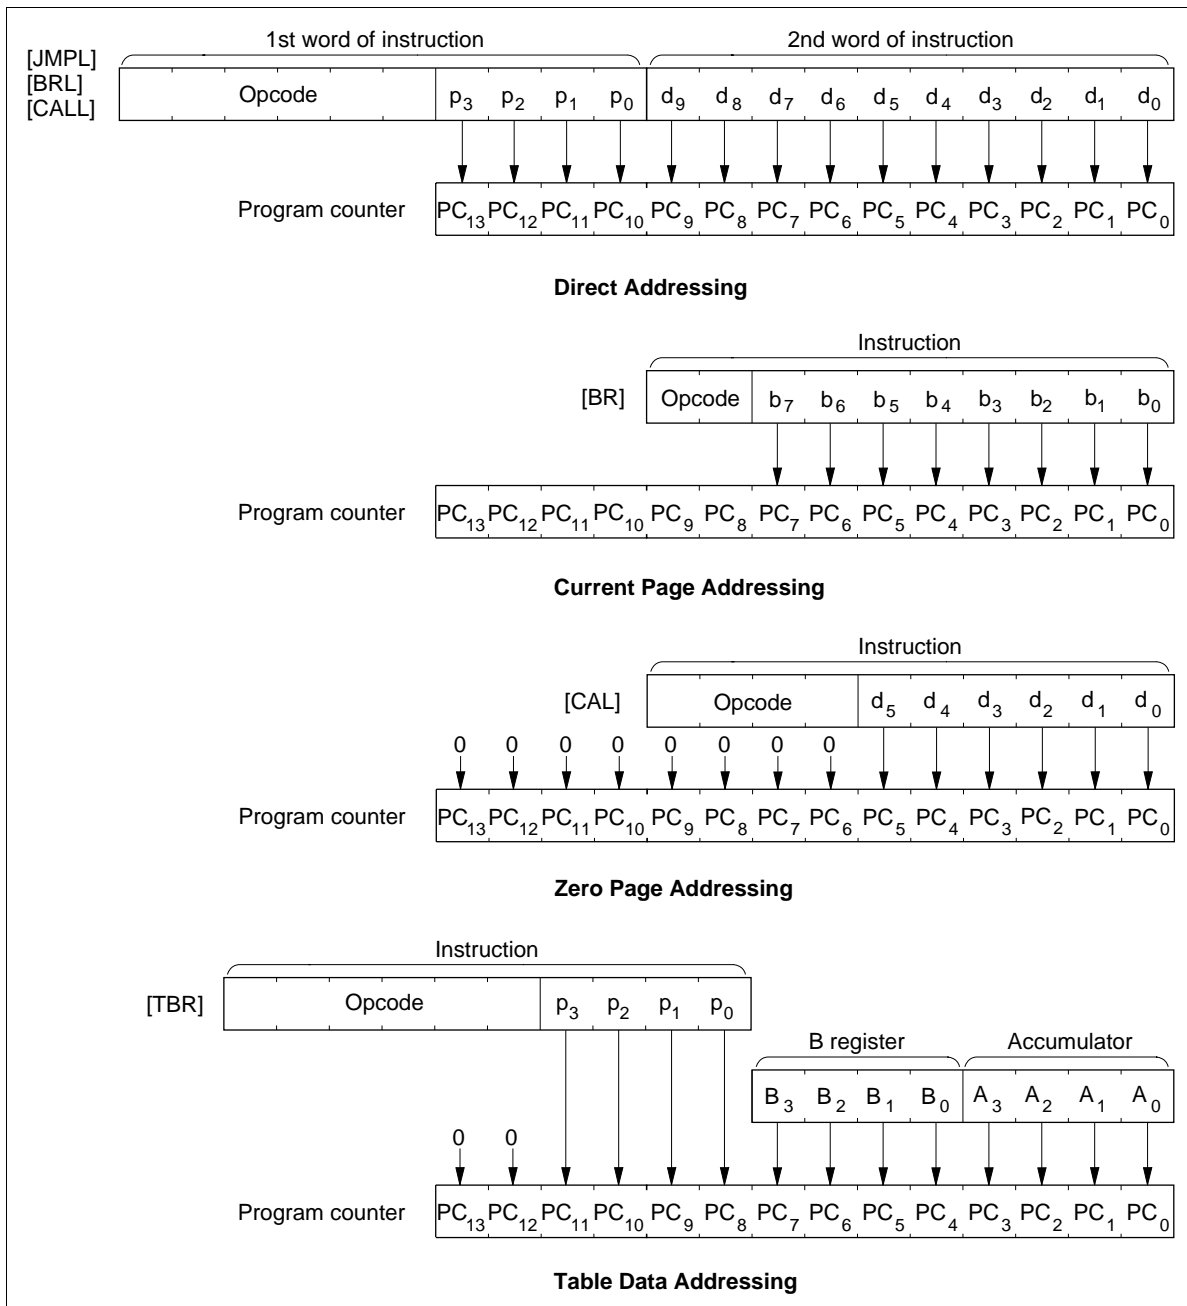 1st word of instruction 2nd word of instruction
[JMPL]
[BRL]
[CALL]
Opcode p3 p2 p1 p0 d9 d8 d7 d6 d5 d4 d3 d2 d1 d0
Program counter PC13 PC12 PC11 PC10 PC9 PC8 PC7 PC6 PC5 PC4 PC3 PC2 PC1 PC0
Direct Addressing
Instruction
[BR] Opcode b7 b6 b5 b4 b3 b2 b1 b0
Program counter PC13 PC12 PC11 PC10 PC9 PC8 PC7 PC6 PC5 PC4 PC3 PC2 PC1 PC0
Current Page Addressing
Instruction
[CAL] Opcode d5 d4 d3 d2 d1 d0
0 0 0 0 0 0 0 0
Program counter PC13 PC12 PC11 PC10 PC9 PC8 PC7 PC6 PC5 PC4 PC3 PC2 PC1 PC0
Zero Page Addressing
Instruction
[TBR] Opcode p3 p2 p1 p0
B register Accumulator
B3 B2 B1 B0 A3 A2 A1 A0
0 0
Program counter PC13 PC12 PC11 PC10 PC9 PC8 PC7 PC6 PC5 PC4 PC3 PC2 PC1 PC0
Table Data Addressing